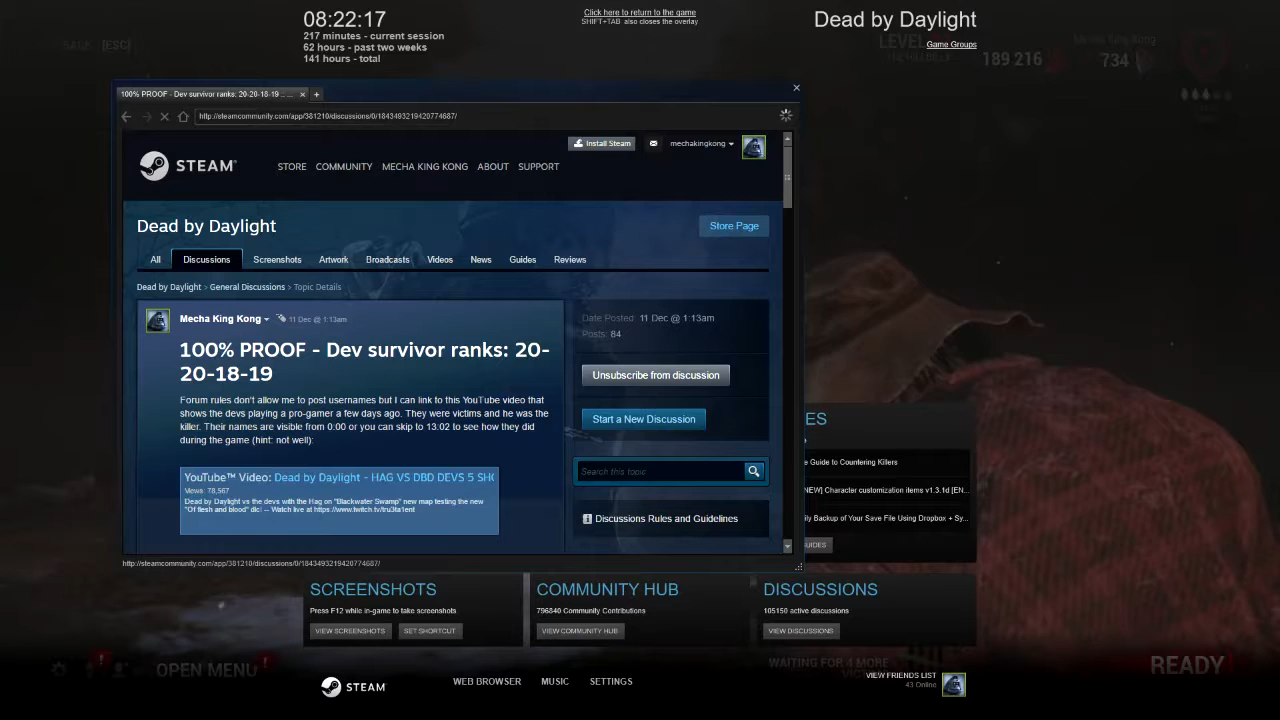 08:22:17
217 minutes - current session
62 hours - past two weeks
141 hours - total
Click here to return to the game
SHIFT+TAB also closes the overlay
Dead by Daylight
Game Groups
BACK [ESC]
LEVEL
189 216
734
100% PROOF - Dev survivor ranks: 20-20-18-19 ...
http://steamcommunity.com/app/381210/discussions/0/1843493219420774687/
Install Steam
mechakingkong
STEAM
STORE COMMUNITY MECHA KING KONG ABOUT SUPPORT
Dead by Daylight
Store Page
All Discussions Screenshots Artwork Broadcasts Videos News Guides Reviews
Dead by Daylight > General Discussions > Topic Details
Mecha King Kong 11 Dec @ 1:13am
100% PROOF - Dev survivor ranks: 20-
20-18-19
Forum rules don't allow me to post usernames but I can link to this YouTube video that
shows the devs playing a pro-gamer a few days ago. They were victims and he was the
killer. Their names are visible from 0:00 or you can skip to 13:02 to see how they did
during the game (hint: not well):
YouTube™ Video: Dead by Daylight - HAG VS DBD DEVS 5 SH
Views: 78,567
Dead by Daylight vs the devs with the Hag on "Blackwater Swamp" new map testing the new
"Of flesh and blood" dlc! -- Watch live at https://www.twitch.tv/tru3ta1ent
Date Posted: 11 Dec @ 1:13am
Posts: 84
Unsubscribe from discussion
Start a New Discussion
Search this topic
Discussions Rules and Guidelines
http://steamcommunity.com/app/381210/discussions/0/1843493219420774687/
ES
e Guide to Countering Killers
EW] Character customization items v1.3.1d [EN...
ly Backup of Your Save File Using Dropbox + Sy...
UIDES
SCREENSHOTS
Press F12 while in-game to take screenshots
VIEW SCREENSHOTS SET SHORTCUT
COMMUNITY HUB
796840 Community Contributions
VIEW COMMUNITY HUB
DISCUSSIONS
105150 active discussions
VIEW DISCUSSIONS
OPEN MENU
WAITING FOR 4 MORE
READY
STEAM
WEB BROWSER MUSIC SETTINGS
VIEW FRIENDS LIST
43 Online